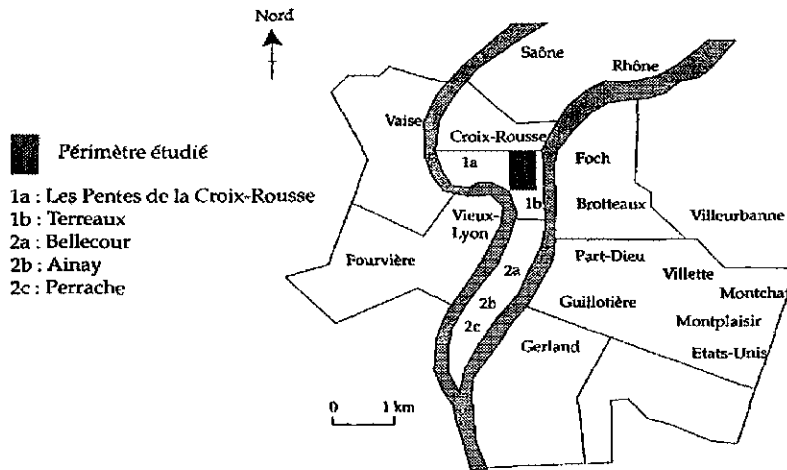 Nord
Saône
Rhône
Vaise
Croix-Rousse
Périmètre étudié
1a
Foch
1a : Les Pentes de la Croix-Rousse
1b : Terreaux
2a : Bellecour
2b : Ainay
2c : Perrache
1b
Brotteaux
Villeurbanne
Vieux-
Lyon
Fourvière
2a
Part-Dieu
Villette
Montchat
2b
Guillotière
Montplaisir
2c
Gerland
Etats-Unis
0 1 km